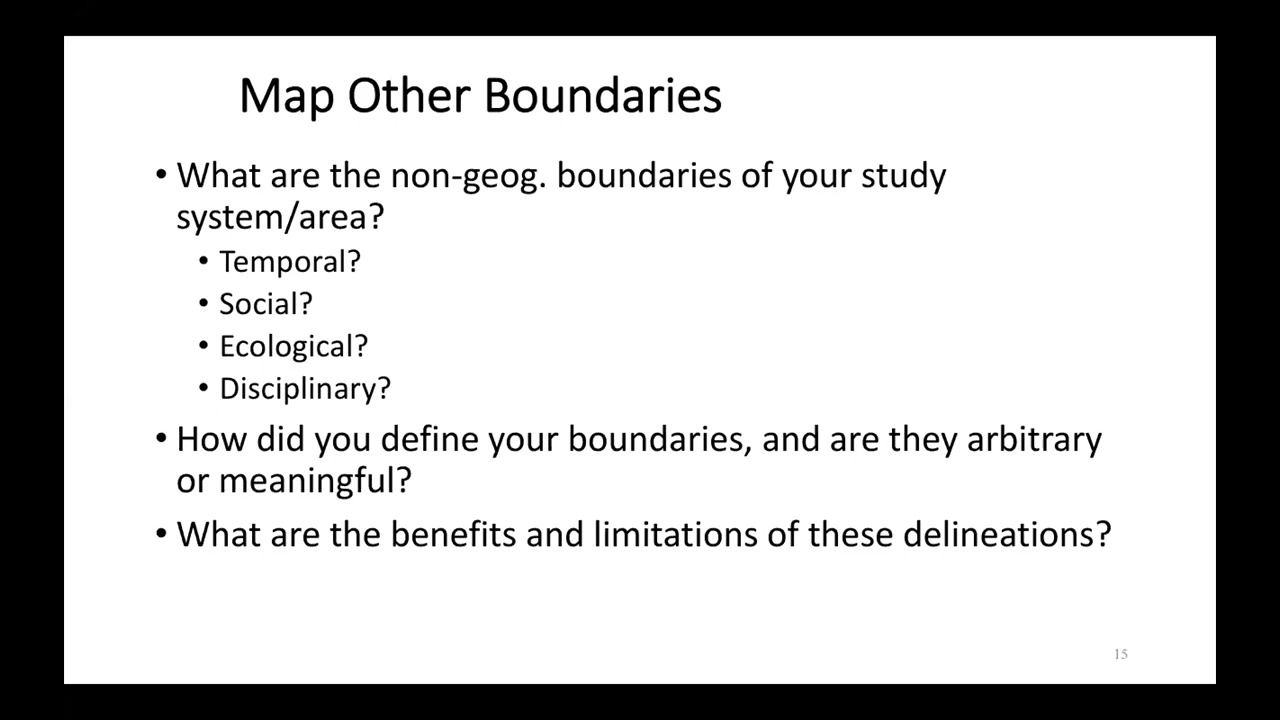 Map Other Boundaries
• What are the non-geog. boundaries of your study
system/area?
• Temporal?
• Social?
• Ecological?
• Disciplinary?
• How did you define your boundaries, and are they arbitrary
or meaningful?
• What are the benefits and limitations of these delineations?
15